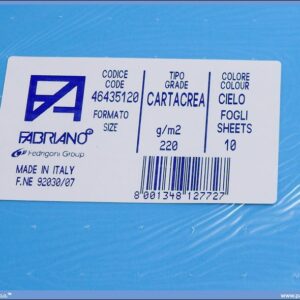 CODICE
CODE
46435120
FORMATO
SIZE
TIPO
GRADE
CARTACREA
g/m2
220
COLORE
COLOUR
CIELO
FOGLI
SHEETS
10
FABRIANO
Fedrigoni Group
MADE IN ITALY
F.NE 92030/07
8 001348 127727